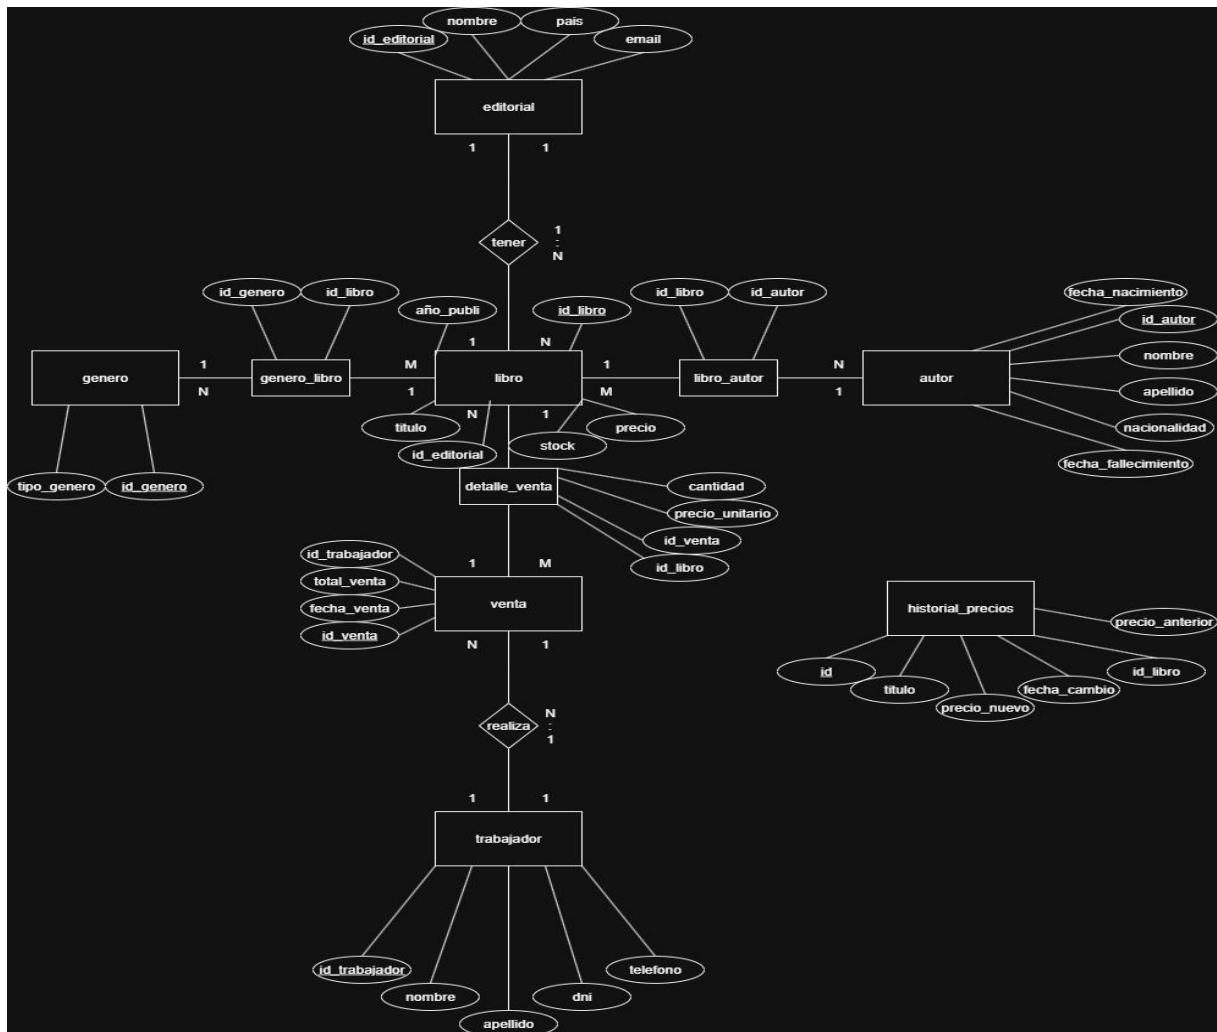 nombre
pais
id_editorial
email
editorial
1
1
tener
1
:
N
id_genero
id_libro
año_publi
id_libro
id_libro
id_autor
fecha_nacimiento
id_autor
genero
1
N
genero_libro
M
1
1
N
libro
N
1
1
M
libro_autor
N
1
autor
nombre
apellido
nacionalidad
fecha_fallecimiento
titulo
id_editorial
stock
precio
tipo_genero
id_genero
detalle_venta
cantidad
precio_unitario
id_venta
id_libro
id_trabajador
total_venta
fecha_venta
id_venta
1
M
venta
N
1
historial_precios
precio_anterior
id
titulo
precio_nuevo
fecha_cambio
id_libro
realiza
N
:
1
1
1
trabajador
id_trabajador
nombre
apellido
dni
telefono